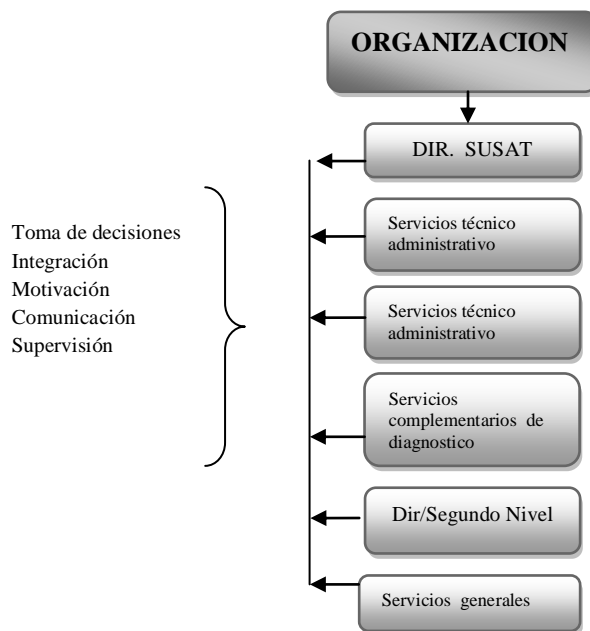 ORGANIZACION
DIR. SUSAT
Toma de decisiones
Integración
Motivación
Comunicación
Supervisión
Servicios técnico
administrativo
Servicios técnico
administrativo
Servicios
complementarios de
diagnostico
Dir/Segundo Nivel
Servicios generales